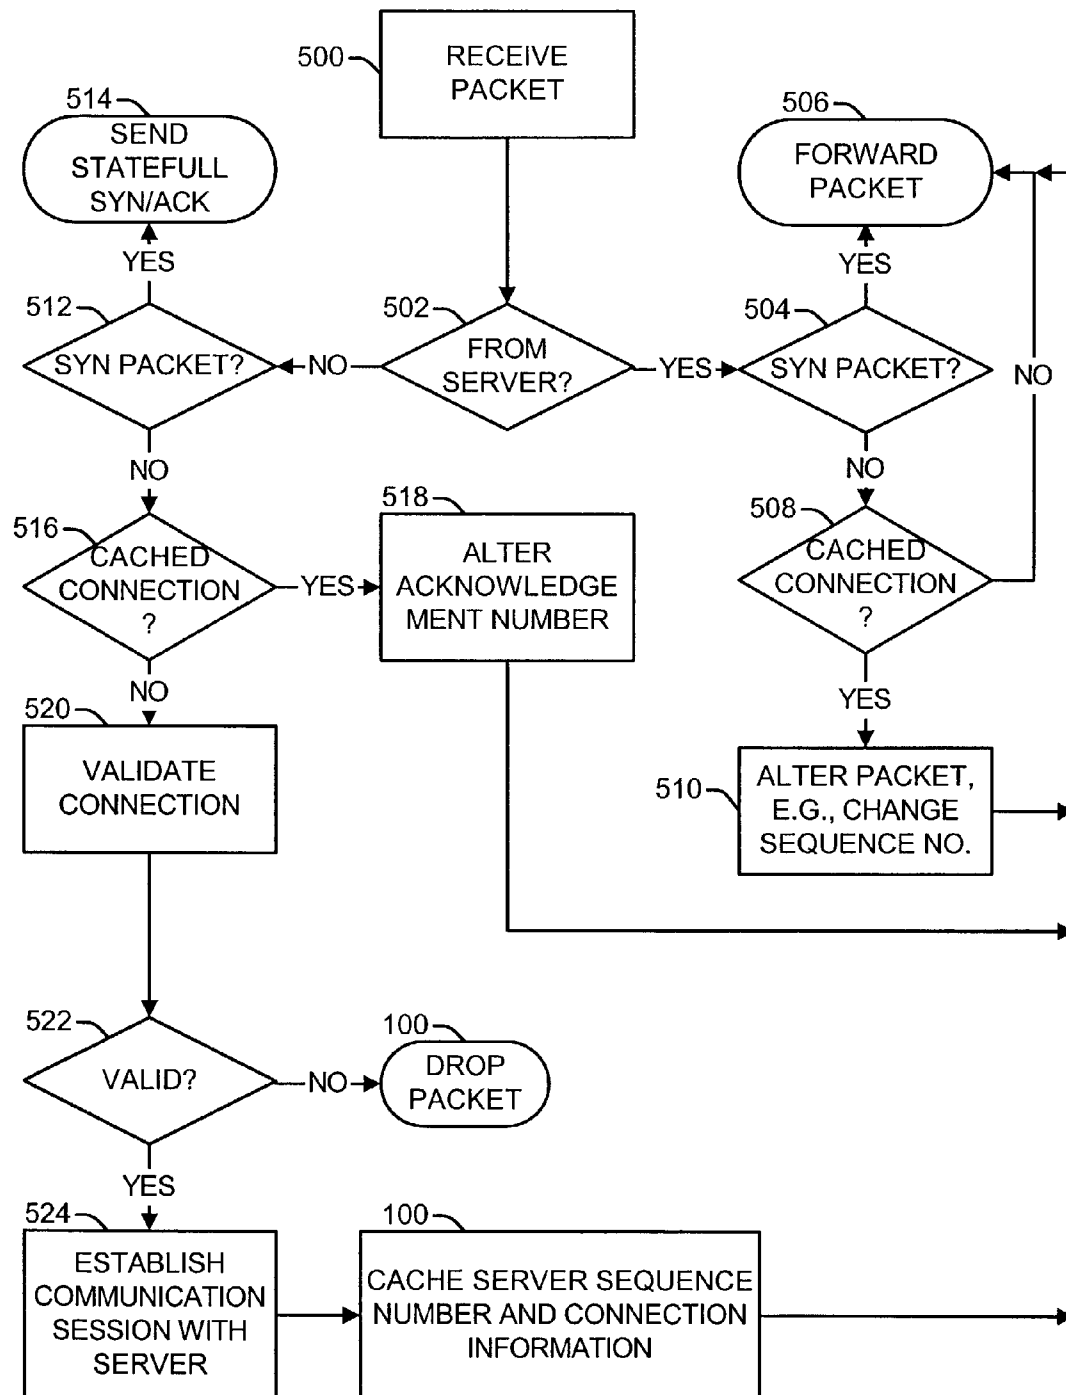 500
RECEIVE
PACKET
514
SEND
STATEFULL
SYN/ACK
506
FORWARD
PACKET
YES
YES
512
SYN PACKET?
NO
502
FROM
SERVER?
YES
504
SYN PACKET?
NO
NO
NO
516
CACHED
CONNECTION
?
YES
518
ALTER
ACKNOWLEDGE
MENT NUMBER
508
CACHED
CONNECTION
?
NO
YES
520
VALIDATE
CONNECTION
510
ALTER PACKET,
E.G., CHANGE
SEQUENCE NO.
522
VALID?
NO
100
DROP
PACKET
YES
524
ESTABLISH
COMMUNICATION
SESSION WITH
SERVER
100
CACHE SERVER SEQUENCE
NUMBER AND CONNECTION
INFORMATION